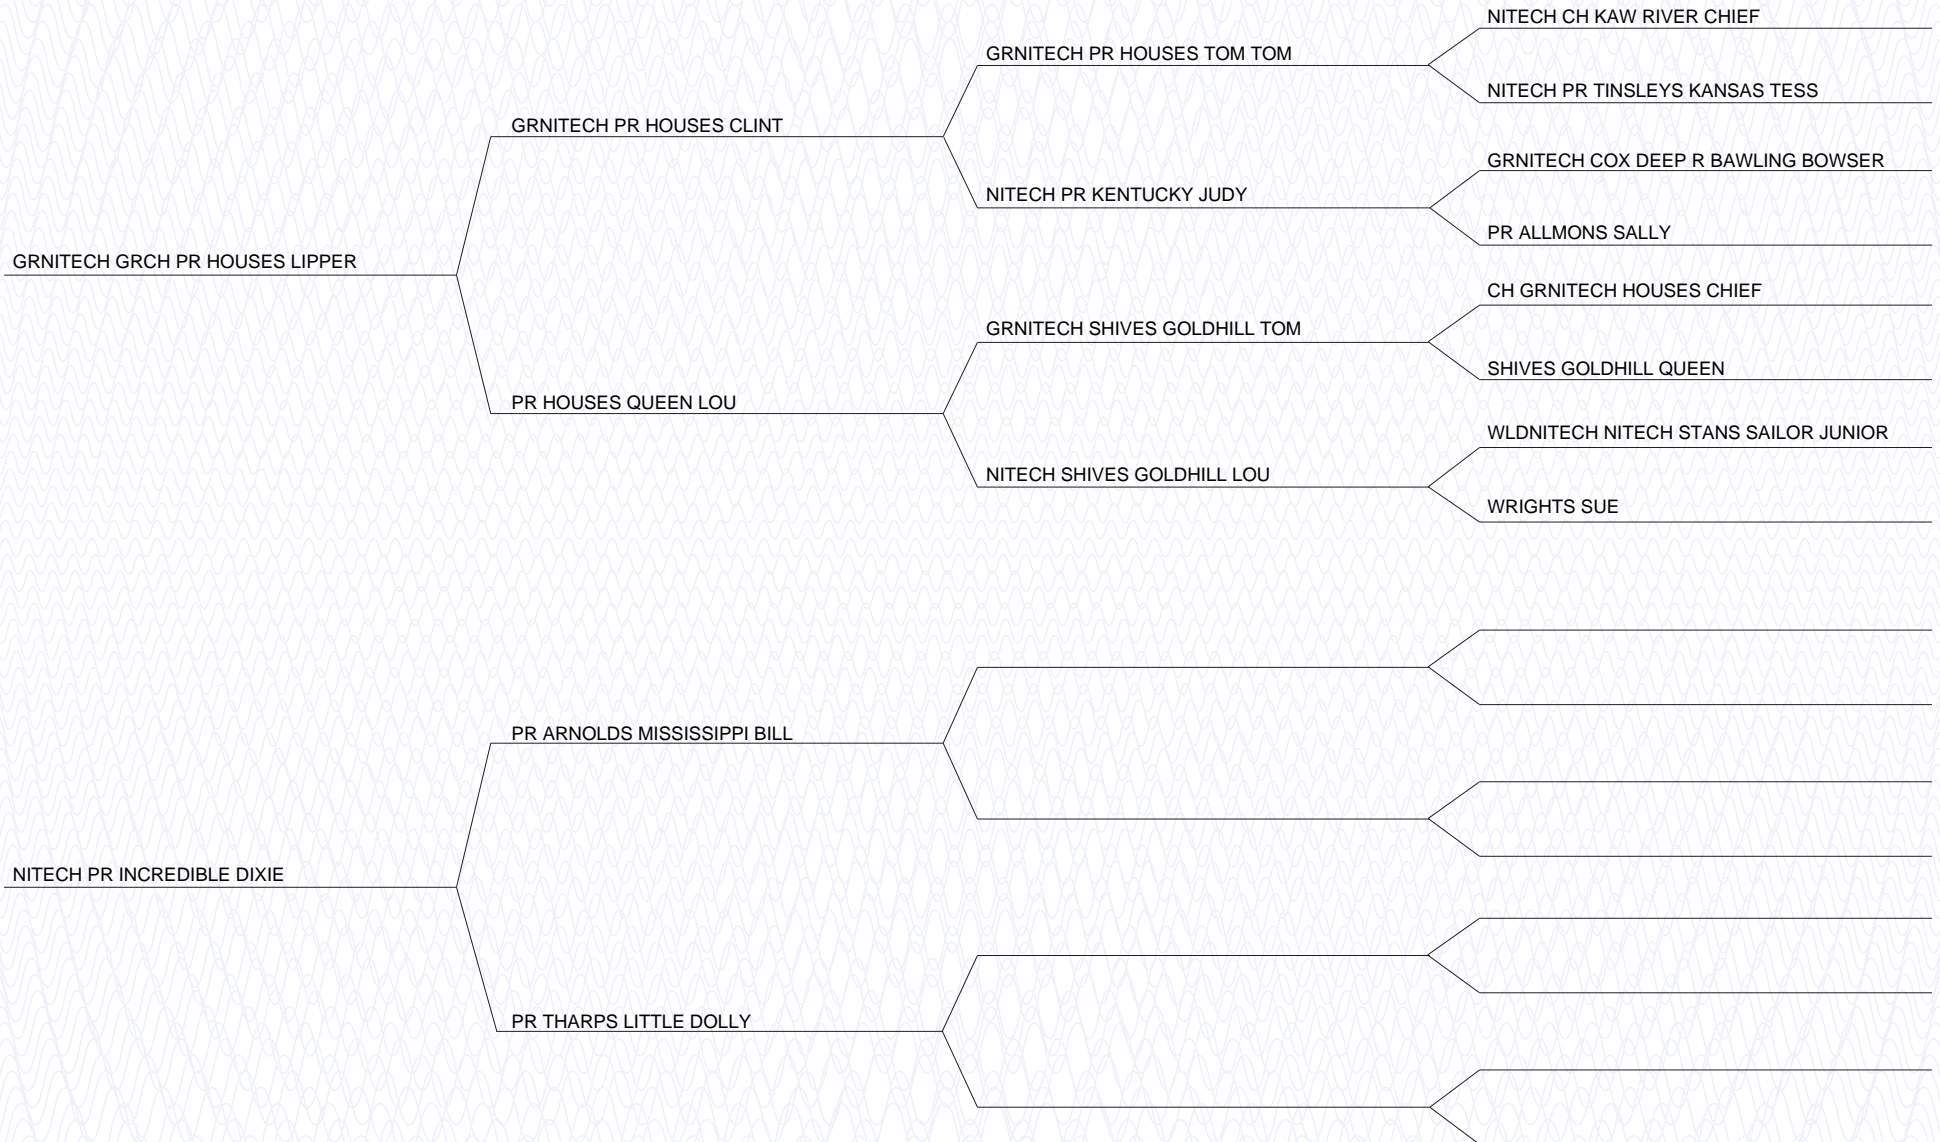 NITECH CH KAW RIVER CHIEF
GRNITECH PR HOUSES TOM TOM
NITECH PR TINSLEYS KANSAS TESS
GRNITECH PR HOUSES CLINT
GRNITECH COX DEEP R BAWLING BOWSER
NITECH PR KENTUCKY JUDY
PR ALLMONS SALLY
GRNITECH GRCH PR HOUSES LIPPER
CH GRNITECH HOUSES CHIEF
GRNITECH SHIVES GOLDHILL TOM
SHIVES GOLDHILL QUEEN
PR HOUSES QUEEN LOU
WLDNITECH NITECH STANS SAILOR JUNIOR
NITECH SHIVES GOLDHILL LOU
WRIGHTS SUE
PR ARNOLDS MISSISSIPPI BILL
NITECH PR INCREDIBLE DIXIE
PR THARPS LITTLE DOLLY